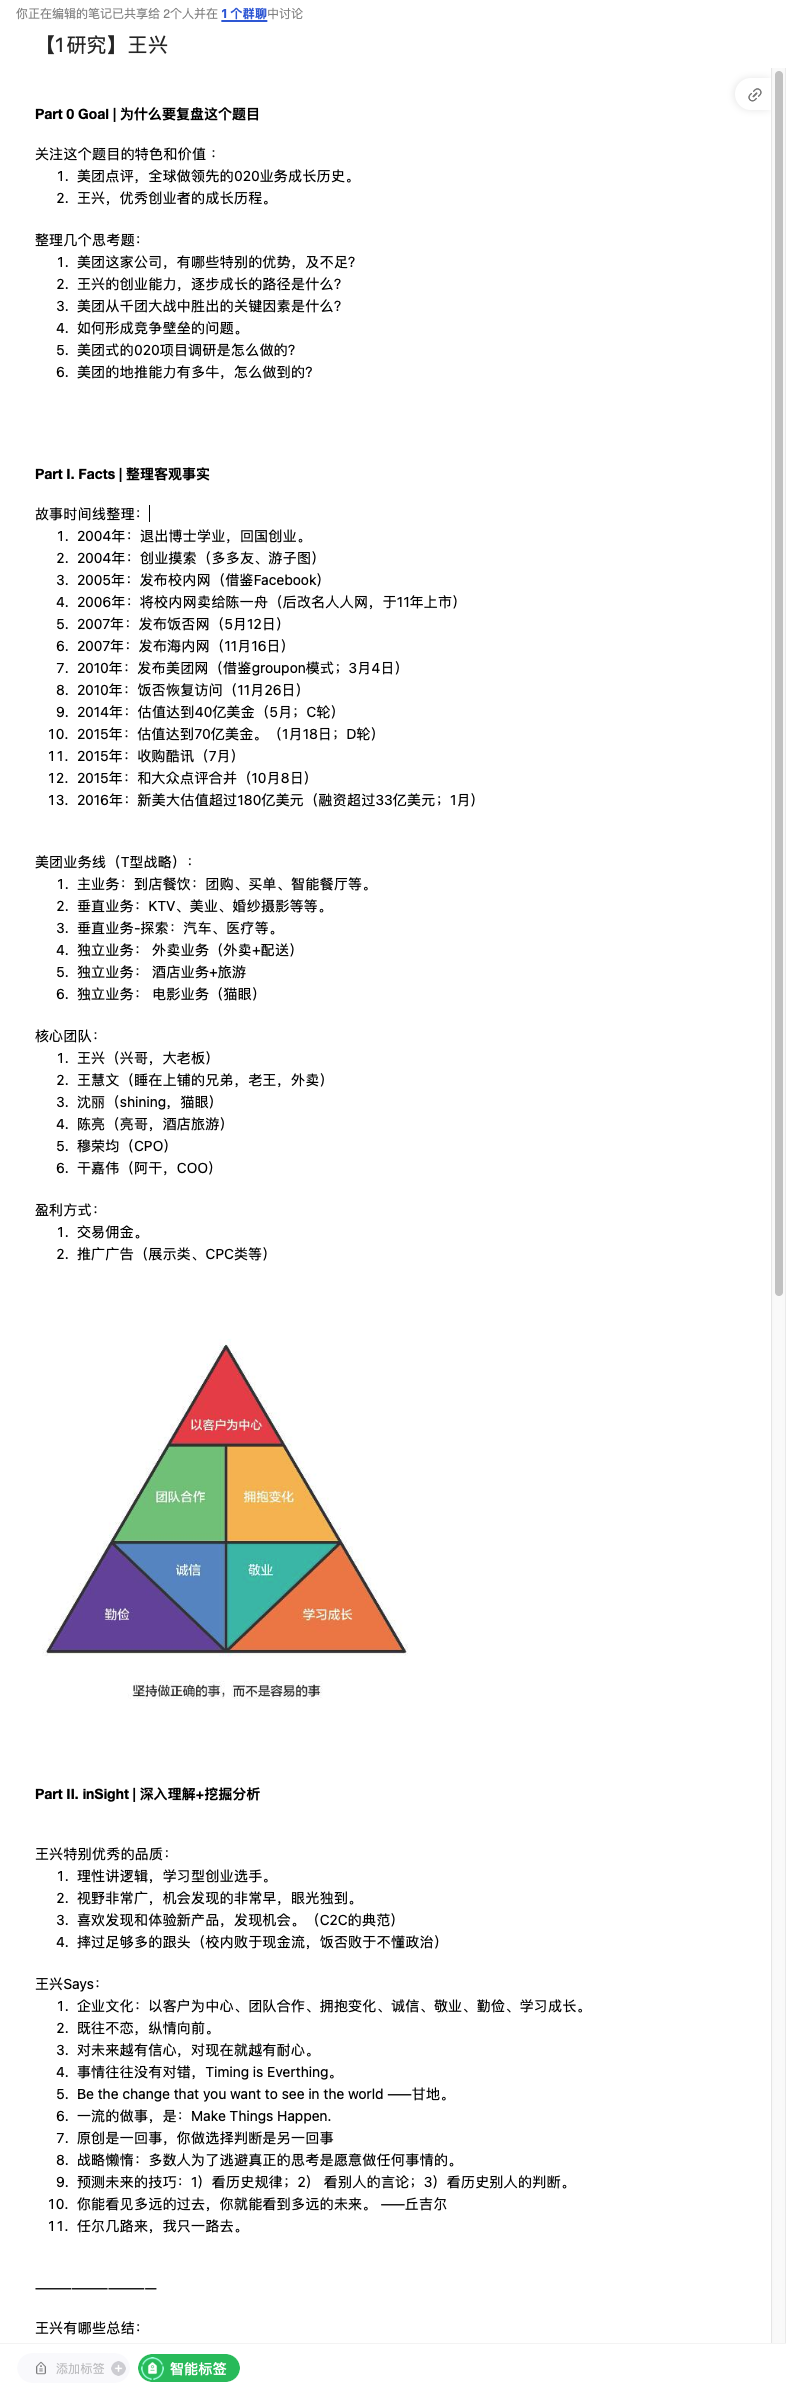 你正在编辑的笔记已共享给 2个人并在 1 个群聊中讨论
【1研究】王兴
Part 0 Goal | 为什么要复盘这个题目
关注这个题目的特色和价值：
1. 美团点评，全球做领先的020业务成长历史。
2. 王兴，优秀创业者的成长历程。
整理几个思考题：
1. 美团这家公司，有哪些特别的优势，及不足？
2. 王兴的创业能力，逐步成长的路径是什么？
3. 美团从千团大战中胜出的关键因素是什么？
4. 如何形成竞争壁垒的问题。
5. 美团式的020项目调研是怎么做的？
6. 美团的地推能力有多牛，怎么做到的？
Part I. Facts | 整理客观事实
故事时间线整理：
1. 2004年：退出博士学业，回国创业。
2. 2004年：创业摸索（多多友、游子图）
3. 2005年：发布校内网（借鉴Facebook）
4. 2006年：将校内网卖给陈一舟（后改名人人网，于11年上市）
5. 2007年：发布饭否网（5月12日）
6. 2007年：发布海内网（11月16日）
7. 2010年：发布美团网（借鉴groupon模式；3月4日）
8. 2010年：饭否恢复访问（11月26日）
9. 2014年：估值达到40亿美金（5月；C轮）
10. 2015年：估值达到70亿美金。（1月18日；D轮）
11. 2015年：收购酷讯（7月）
12. 2015年：和大众点评合并（10月8日）
13. 2016年：新美大估值超过180亿美元（融资超过33亿美元；1月）
美团业务线（T型战略）：
1. 主业务：到店餐饮：团购、买单、智能餐厅等。
2. 垂直业务：KTV、美业、婚纱摄影等等。
3. 垂直业务-探索：汽车、医疗等。
4. 独立业务： 外卖业务（外卖+配送）
5. 独立业务： 酒店业务+旅游
6. 独立业务： 电影业务（猫眼）
核心团队：
1. 王兴（兴哥，大老板）
2. 王慧文（睡在上铺的兄弟，老王，外卖）
3. 沈丽（shining，猫眼）
4. 陈亮（亮哥，酒店旅游）
5. 穆荣均（CPO）
6. 干嘉伟（阿干，COO）
盈利方式：
1. 交易佣金。
2. 推广广告（展示类、CPC类等）
以客户为中心
团队合作 拥抱变化
诚信 敬业
勤俭 学习成长
坚持做正确的事，而不是容易的事
Part II. inSight | 深入理解+挖掘分析
王兴特别优秀的品质：
1. 理性讲逻辑，学习型创业选手。
2. 视野非常广，机会发现的非常早，眼光独到。
3. 喜欢发现和体验新产品，发现机会。（C2C的典范）
4. 摔过足够多的跟头（校内败于现金流，饭否败于不懂政治）
王兴Says：
1. 企业文化：以客户为中心、团队合作、拥抱变化、诚信、敬业、勤俭、学习成长。
2. 既往不恋，纵情向前。
3. 对未来越有信心，对现在就越有耐心。
4. 事情往往没有对错，Timing is Everthing。
5. Be the change that you want to see in the world ——甘地。
6. 一流的做事，是：Make Things Happen.
7. 原创是一回事，你做选择判断是另一回事
8. 战略懒惰：多数人为了逃避真正的思考是愿意做任何事情的。
9. 预测未来的技巧：1）看历史规律；2） 看别人的言论；3）看历史别人的判断。
10. 你能看见多远的过去，你就能看到多远的未来。 ——丘吉尔
11. 任尔几路来，我只一路去。
——————————
王兴有哪些总结：
添加标签 智能标签